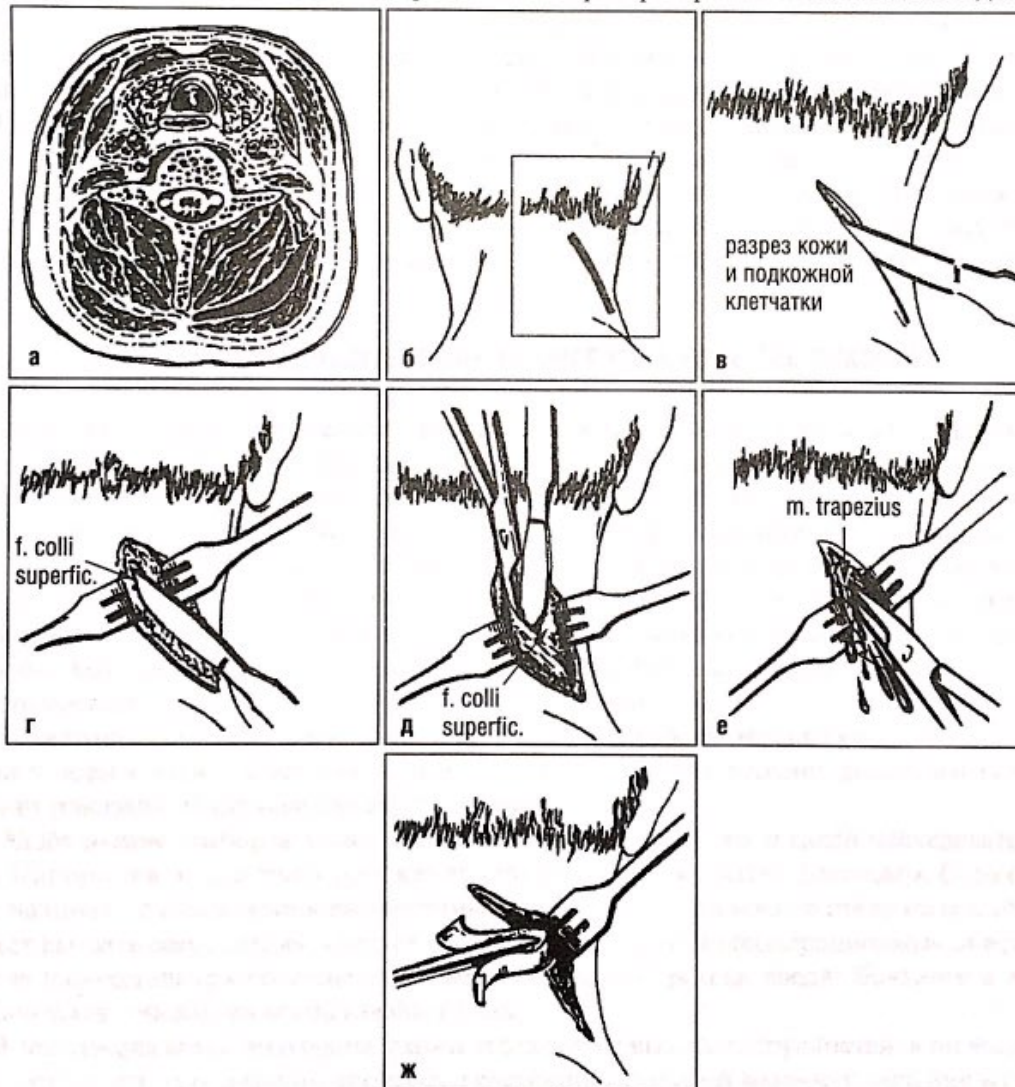 а
б
разрез кожи
и подкожной
клетчатки
в
f. colli
superfic.
г
f. colli
superfic.
д
m. trapezius
е
ж